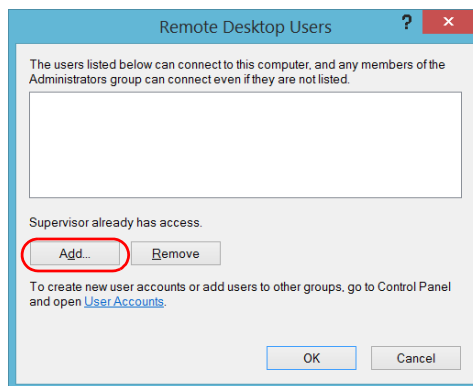 Remote Desktop Users
?
×
The users listed below can connect to this computer, and any members of the
Administrators group can connect even if they are not listed.
Supervisor already has access.
Add... Remove
To create new user accounts or add users to other groups, go to Control Panel
and open User Accounts.
OK Cancel